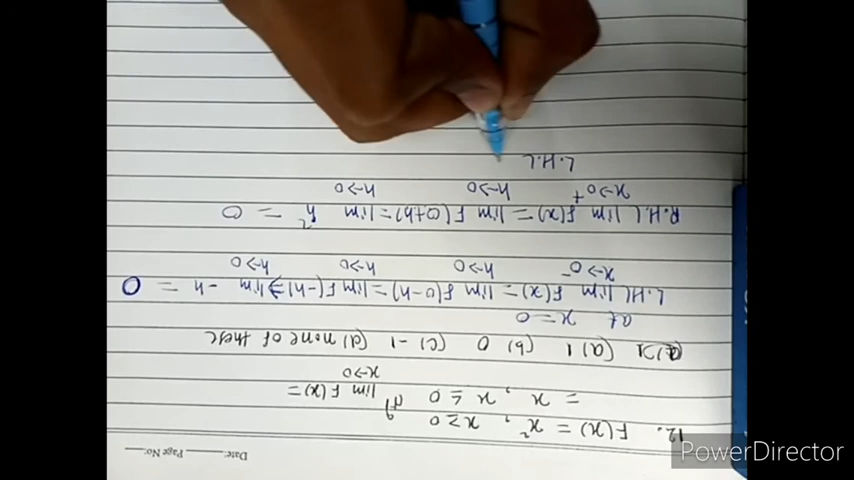 Date: Page No:
12. F(x) = x², x ≥ 0
= x, x ≤ 0 if lim F(x) =
x→0
(a) 1 (b) 0 (c) -1 (d) none of these
at x = 0
L.H.L lim F(x) = lim f(0-h) = lim F(-h) ⇒ lim -h = 0
x→0⁻ h→0 h→0 h→0
R.H.L lim f(x) = lim F(0+h) = lim h² = 0
x→0⁺ h→0 h→0
L.H.L
PowerDirector